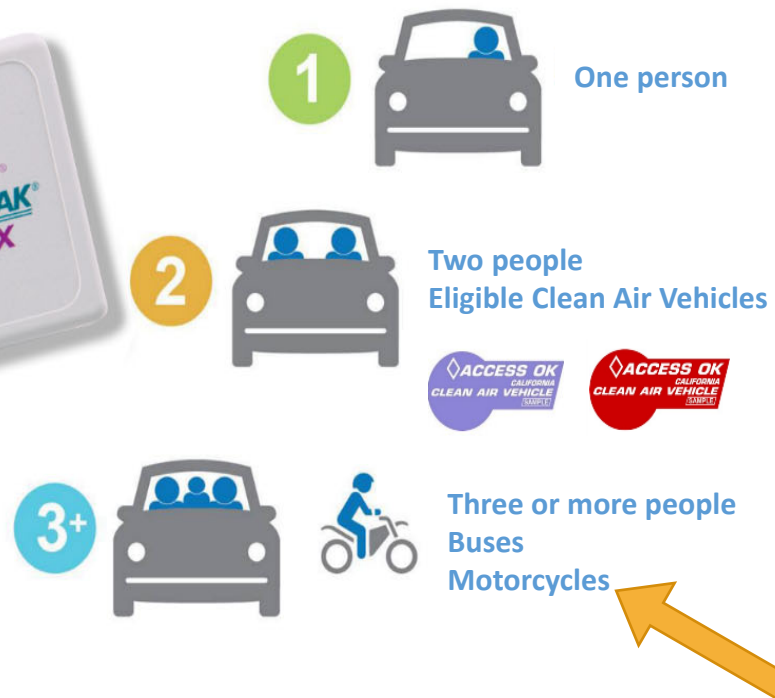 1
One person
2
Two people
Eligible Clean Air Vehicles
ACCESS OK
CALIFORNIA
CLEAN AIR VEHICLE
SAMPLE
ACCESS OK
CALIFORNIA
CLEAN AIR VEHICLE
SAMPLE
3+
Three or more people
Buses
Motorcycles